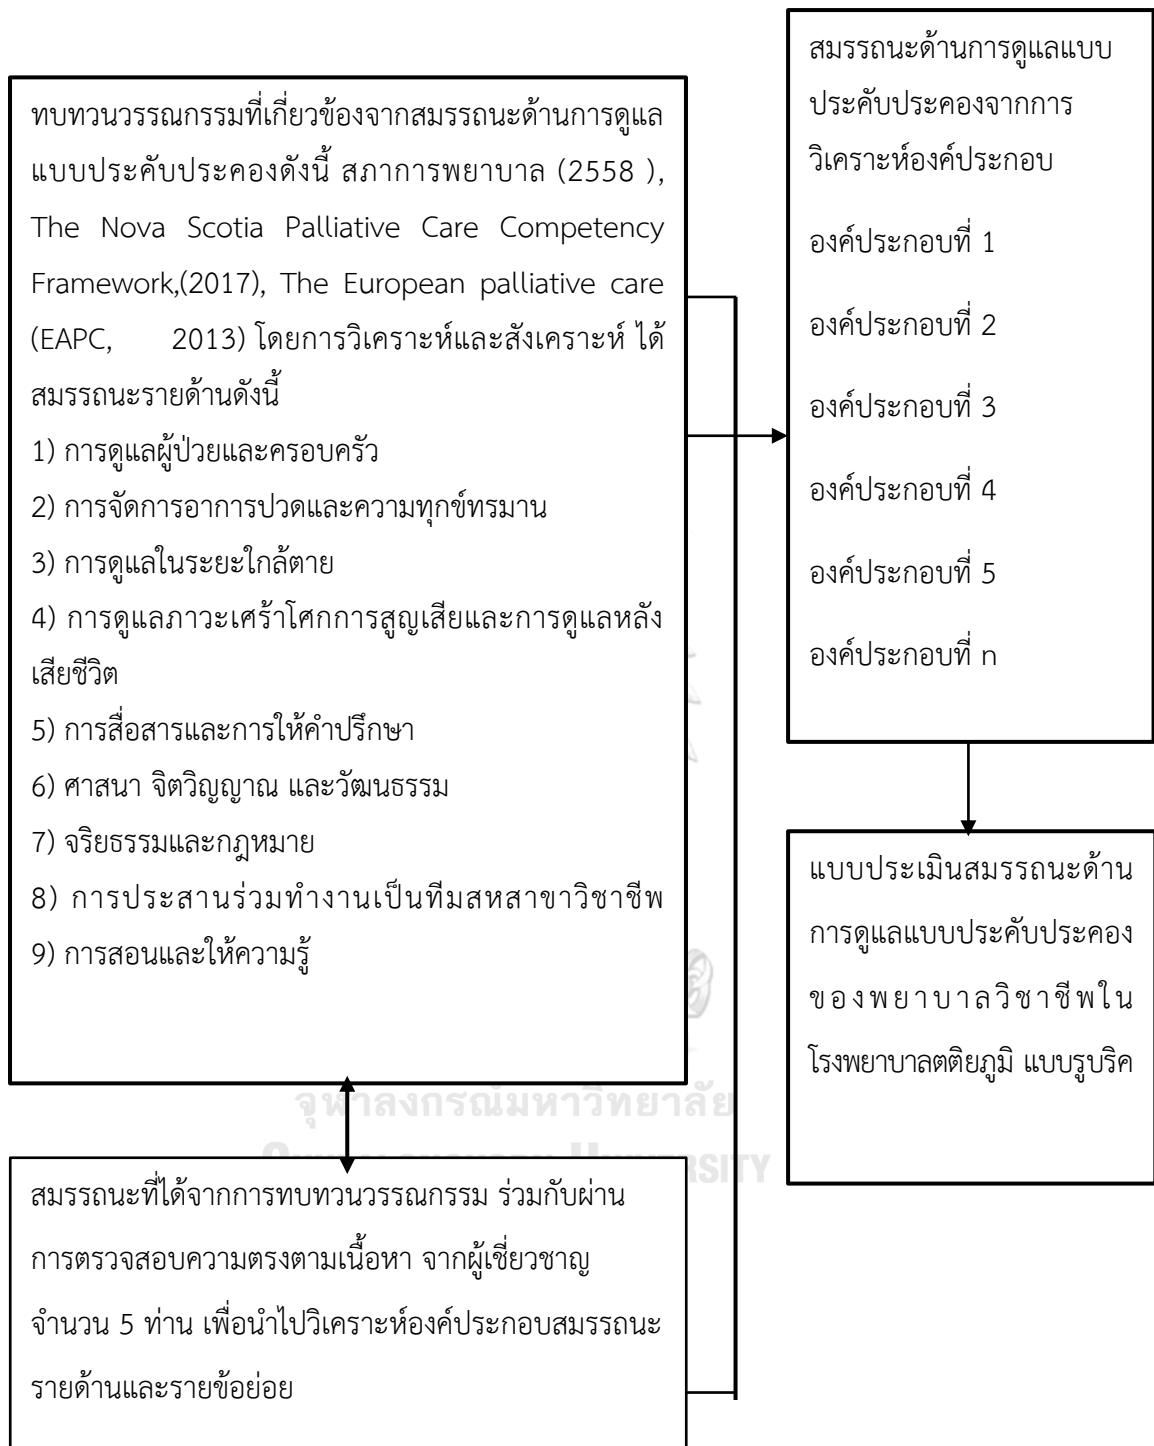 ทบทวนวรรณกรรมที่เกี่ยวข้องจากสมรรถนะด้านการดูแล
แบบประคับประคองดังนี้ สภาการพยาบาล (2558 ),
The Nova Scotia Palliative Care Competency
Framework,(2017), The European palliative care
(EAPC, 2013) โดยการวิเคราะห์และสังเคราะห์ ได้
สมรรถนะรายด้านดังนี้
1) การดูแลผู้ป่วยและครอบครัว
2) การจัดการอาการปวดและความทุกข์ทรมาน
3) การดูแลในระยะใกล้ตาย
4) การดูแลภาวะเศร้าโศกการสูญเสียและการดูแลหลัง
เสียชีวิต
5) การสื่อสารและการให้คำปรึกษา
6) ศาสนา จิตวิญญาณ และวัฒนธรรม
7) จริยธรรมและกฎหมาย
8) การประสานร่วมทำงานเป็นทีมสหสาขาวิชาชีพ
9) การสอนและให้ความรู้
จุฬาลงกรณ์มหาวิทยาลัย
สมรรถนะที่ได้จากการทบทวนวรรณกรรม ร่วมกับผ่าน
การตรวจสอบความตรงตามเนื้อหา จากผู้เชี่ยวชาญ
จำนวน 5 ท่าน เพื่อนำไปวิเคราะห์องค์ประกอบสมรรถนะ
รายด้านและรายข้อย่อย
สมรรถนะด้านการดูแลแบบ
ประคับประคองจากการ
วิเคราะห์องค์ประกอบ
องค์ประกอบที่ 1
องค์ประกอบที่ 2
องค์ประกอบที่ 3
องค์ประกอบที่ 4
องค์ประกอบที่ 5
องค์ประกอบที่ n
แบบประเมินสมรรถนะด้าน
การดูแลแบบประคับประคอง
ของพยาบาลวิชาชีพใน
โรงพยาบาลตติยภูมิ แบบรูบริค